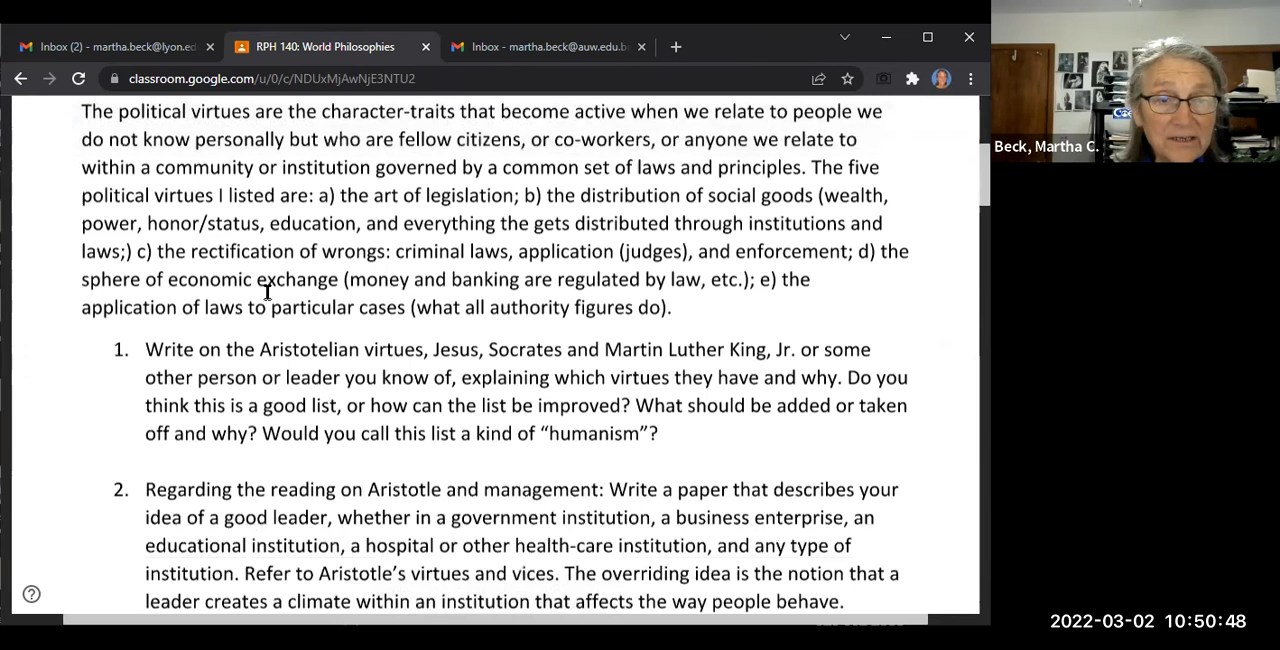 Inbox (2) - martha.beck@lyon.ed
RPH 140: World Philosophies
Inbox - martha.beck@auw.edu.b
classroom.google.com/u/0/c/NDUxMjAwNjE3NTU2
The political virtues are the character-traits that become active when we relate to people we
do not know personally but who are fellow citizens, or co-workers, or anyone we relate to
within a community or institution governed by a common set of laws and principles. The five
political virtues I listed are: a) the art of legislation; b) the distribution of social goods (wealth,
power, honor/status, education, and everything the gets distributed through institutions and
laws;) c) the rectification of wrongs: criminal laws, application (judges), and enforcement; d) the
sphere of economic exchange (money and banking are regulated by law, etc.); e) the
application of laws to particular cases (what all authority figures do).
1. Write on the Aristotelian virtues, Jesus, Socrates and Martin Luther King, Jr. or some
other person or leader you know of, explaining which virtues they have and why. Do you
think this is a good list, or how can the list be improved? What should be added or taken
off and why? Would you call this list a kind of “humanism”?
2. Regarding the reading on Aristotle and management: Write a paper that describes your
idea of a good leader, whether in a government institution, a business enterprise, an
educational institution, a hospital or other health-care institution, and any type of
institution. Refer to Aristotle’s virtues and vices. The overriding idea is the notion that a
leader creates a climate within an institution that affects the way people behave.
Beck, Martha C.
2022-03-02 10:50:48